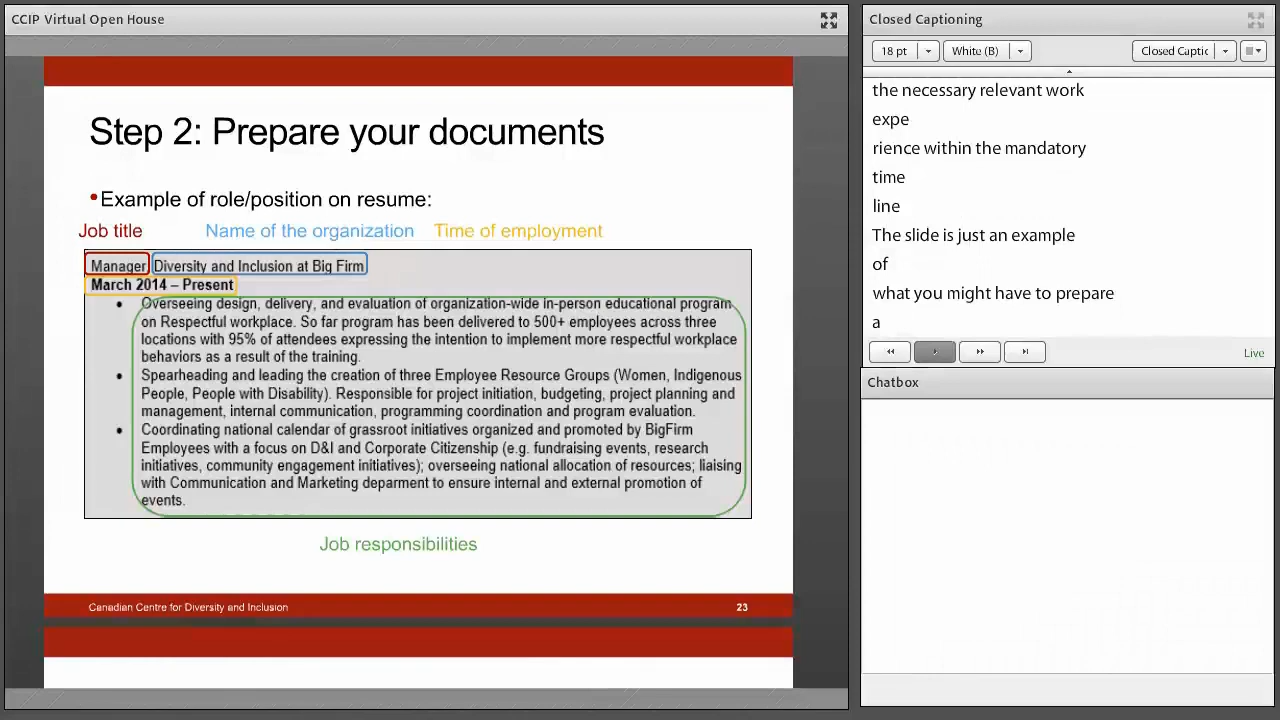 CCIP Virtual Open House
Step 2: Prepare your documents
•Example of role/position on resume:
Job title Name of the organization Time of employment
Manager Diversity and Inclusion at Big Firm
March 2014 – Present
• Overseeing design, delivery, and evaluation of organization-wide in-person educational program
on Respectful workplace. So far program has been delivered to 500+ employees across three
locations with 95% of attendees expressing the intention to implement more respectful workplace
behaviors as a result of the training.
• Spearheading and leading the creation of three Employee Resource Groups (Women, Indigenous
People, People with Disability). Responsible for project initiation, budgeting, project planning and
management, internal communication, programming coordination and program evaluation.
• Coordinating national calendar of grassroot initiatives organized and promoted by BigFirm
Employees with a focus on D&I and Corporate Citizenship (e.g. fundraising events, research
initiatives, community engagement initiatives); overseeing national allocation of resources; liaising
with Communication and Marketing deparment to ensure internal and external promotion of
events.
Job responsibilities
Canadian Centre for Diversity and Inclusion 23
Closed Captioning
18 pt White (B) Closed Captic
the necessary relevant work
expe
rience within the mandatory
time
line
The slide is just an example
of
what you might have to prepare
a
Live
Chatbox